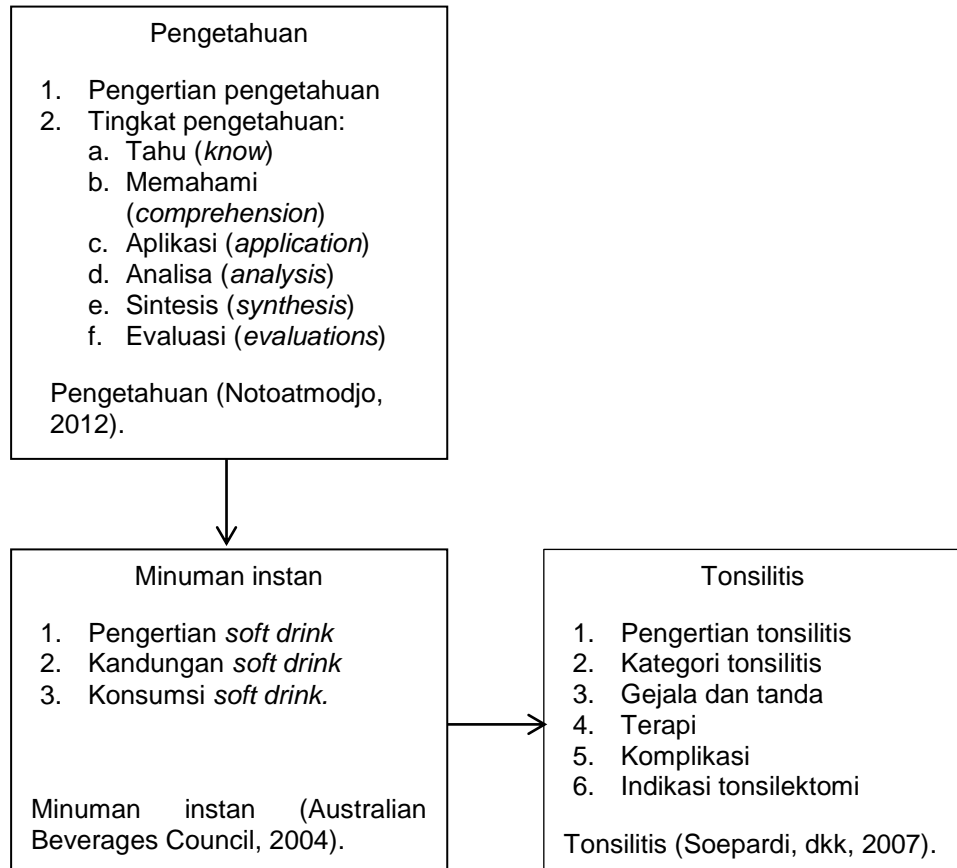 Pengetahuan
1. Pengertian pengetahuan
2. Tingkat pengetahuan:
a. Tahu (know)
b. Memahami
(comprehension)
c. Aplikasi (application)
d. Analisa (analysis)
e. Sintesis (synthesis)
f. Evaluasi (evaluations)
Pengetahuan (Notoatmodjo,
2012).
Minuman instan
1. Pengertian soft drink
2. Kandungan soft drink
3. Konsumsi soft drink.
Minuman instan (Australian
Beverages Council, 2004).
Tonsilitis
1. Pengertian tonsilitis
2. Kategori tonsilitis
3. Gejala dan tanda
4. Terapi
5. Komplikasi
6. Indikasi tonsilektomi
Tonsilitis (Soepardi, dkk, 2007).